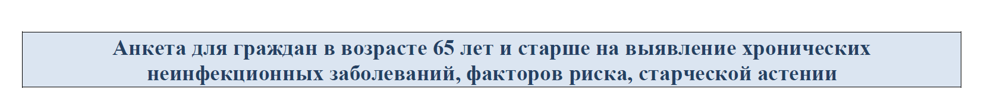 Анкета для граждан в возрасте 65 лет и старше на выявление хронических
неинфекционных заболеваний, факторов риска, старческой астении